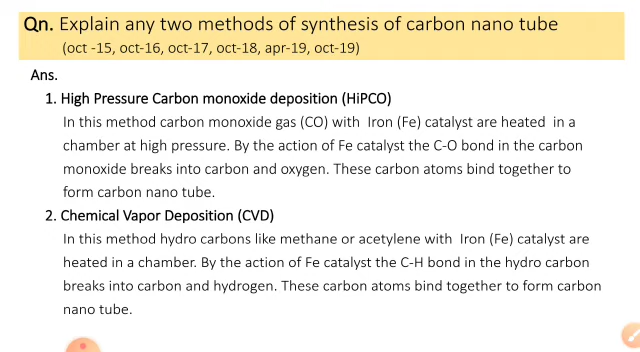 Qn. Explain any two methods of synthesis of carbon nano tube
(oct -15, oct-16, oct-17, oct-18, apr-19, oct-19)
Ans.
1. High Pressure Carbon monoxide deposition (HiPCO)
In this method carbon monoxide gas (CO) with Iron (Fe) catalyst are heated in a
chamber at high pressure. By the action of Fe catalyst the C-O bond in the carbon
monoxide breaks into carbon and oxygen. These carbon atoms bind together to
form carbon nano tube.
2. Chemical Vapor Deposition (CVD)
In this method hydro carbons like methane or acetylene with Iron (Fe) catalyst are
heated in a chamber. By the action of Fe catalyst the C-H bond in the hydro carbon
breaks into carbon and hydrogen. These carbon atoms bind together to form carbon
nano tube.